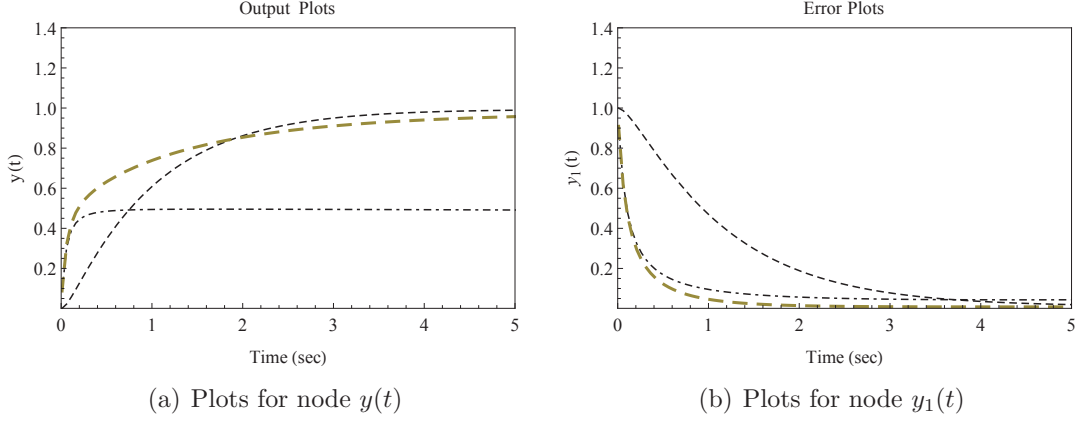 Output Plots
y(t)
1.4
1.2
1.0
0.8
0.6
0.4
0.2
0 1 2 3 4 5
Time (sec)
(a) Plots for node y(t)
Error Plots
y₁(t)
1.4
1.2
1.0
0.8
0.6
0.4
0.2
0 1 2 3 4 5
Time (sec)
(b) Plots for node y₁(t)